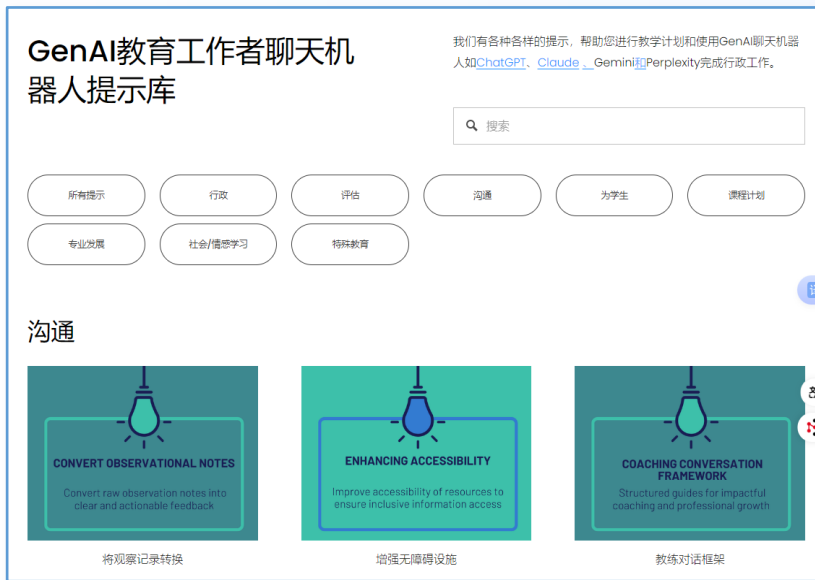 GenAI教育工作者聊天机
器人提示库
我们有各种各样的提示，帮助您进行教学计划和使用GenAI聊天机器
人如ChatGPT、Claude 、Gemini和Perplexity完成行政工作。
搜索
所有提示
行政
评估
沟通
为学生
课程计划
专业发展
社会/情感学习
特殊教育
沟通
CONVERT OBSERVATIONAL NOTES
Convert raw observation notes into
clear and actionable feedback
ENHANCING ACCESSIBILITY
Improve accessibility of resources to
ensure inclusive information access
COACHING CONVERSATION
FRAMEWORK
Structured guides for impactful
coaching and professional growth
将观察记录转换
增强无障碍设施
教练对话框架